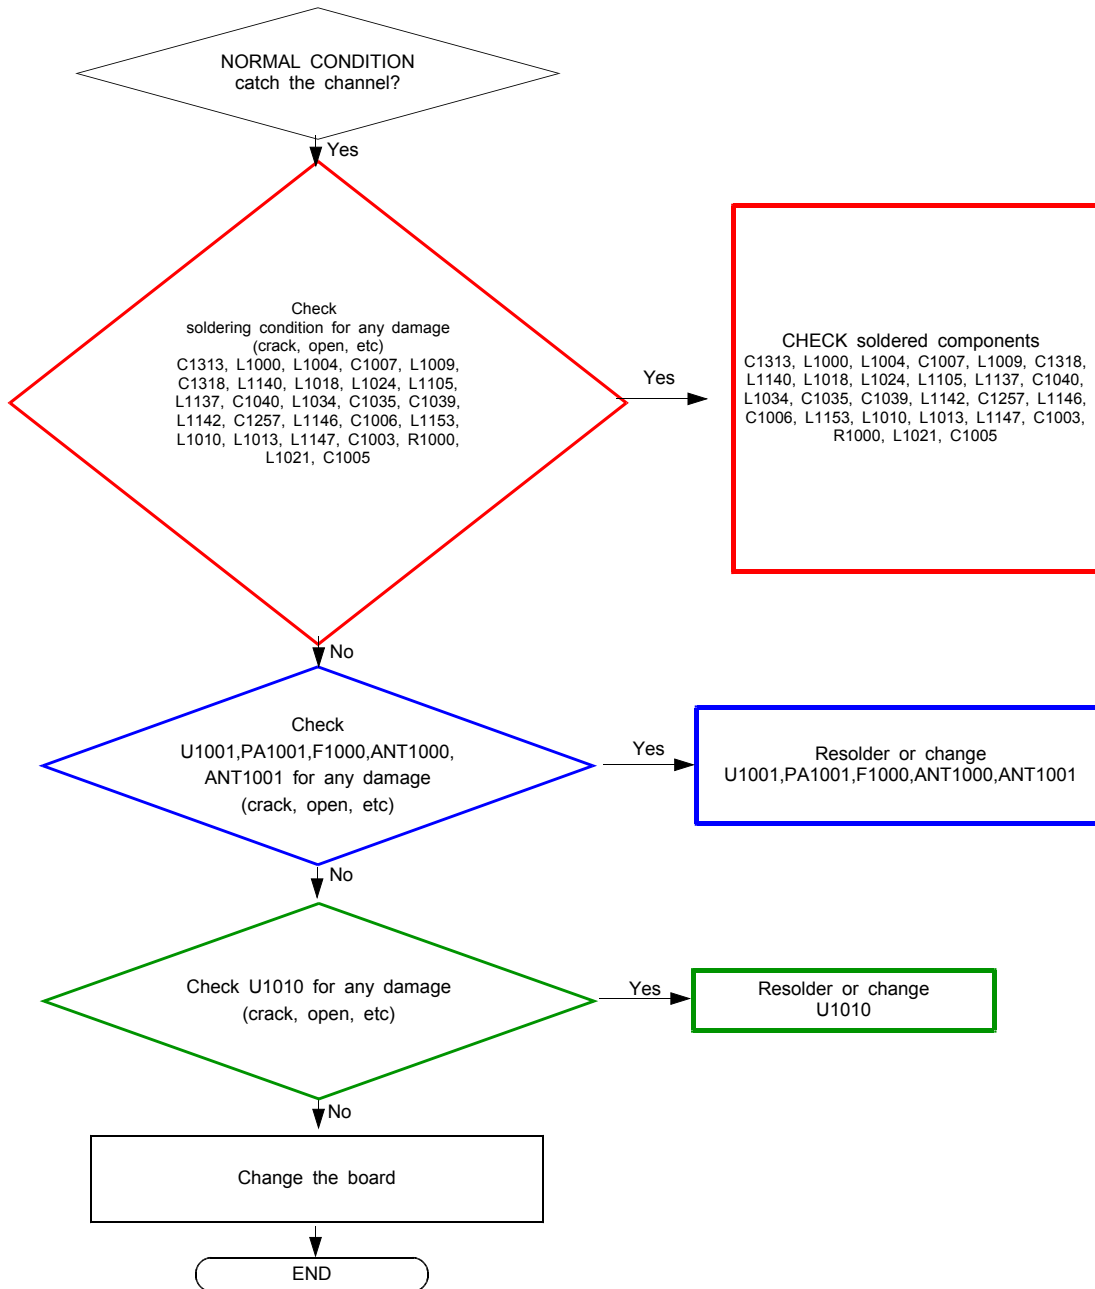 NORMAL CONDITION
catch the channel?
Yes
Check
soldering condition for any damage
(crack, open, etc)
C1313, L1000, L1004, C1007, L1009,
C1318, L1140, L1018, L1024, L1105,
L1137, C1040, L1034, C1035, C1039,
L1142, C1257, L1146, C1006, L1153,
L1010, L1013, L1147, C1003, R1000,
L1021, C1005
Yes
CHECK soldered components
C1313, L1000, L1004, C1007, L1009, C1318,
L1140, L1018, L1024, L1105, L1137, C1040,
L1034, C1035, C1039, L1142, C1257, L1146,
C1006, L1153, L1010, L1013, L1147, C1003,
R1000, L1021, C1005
No
Check
U1001,PA1001,F1000,ANT1000,
ANT1001 for any damage
(crack, open, etc)
Yes
Resolder or change
U1001,PA1001,F1000,ANT1000,ANT1001
No
Check U1010 for any damage
(crack, open, etc)
Yes
Resolder or change
U1010
No
Change the board
END